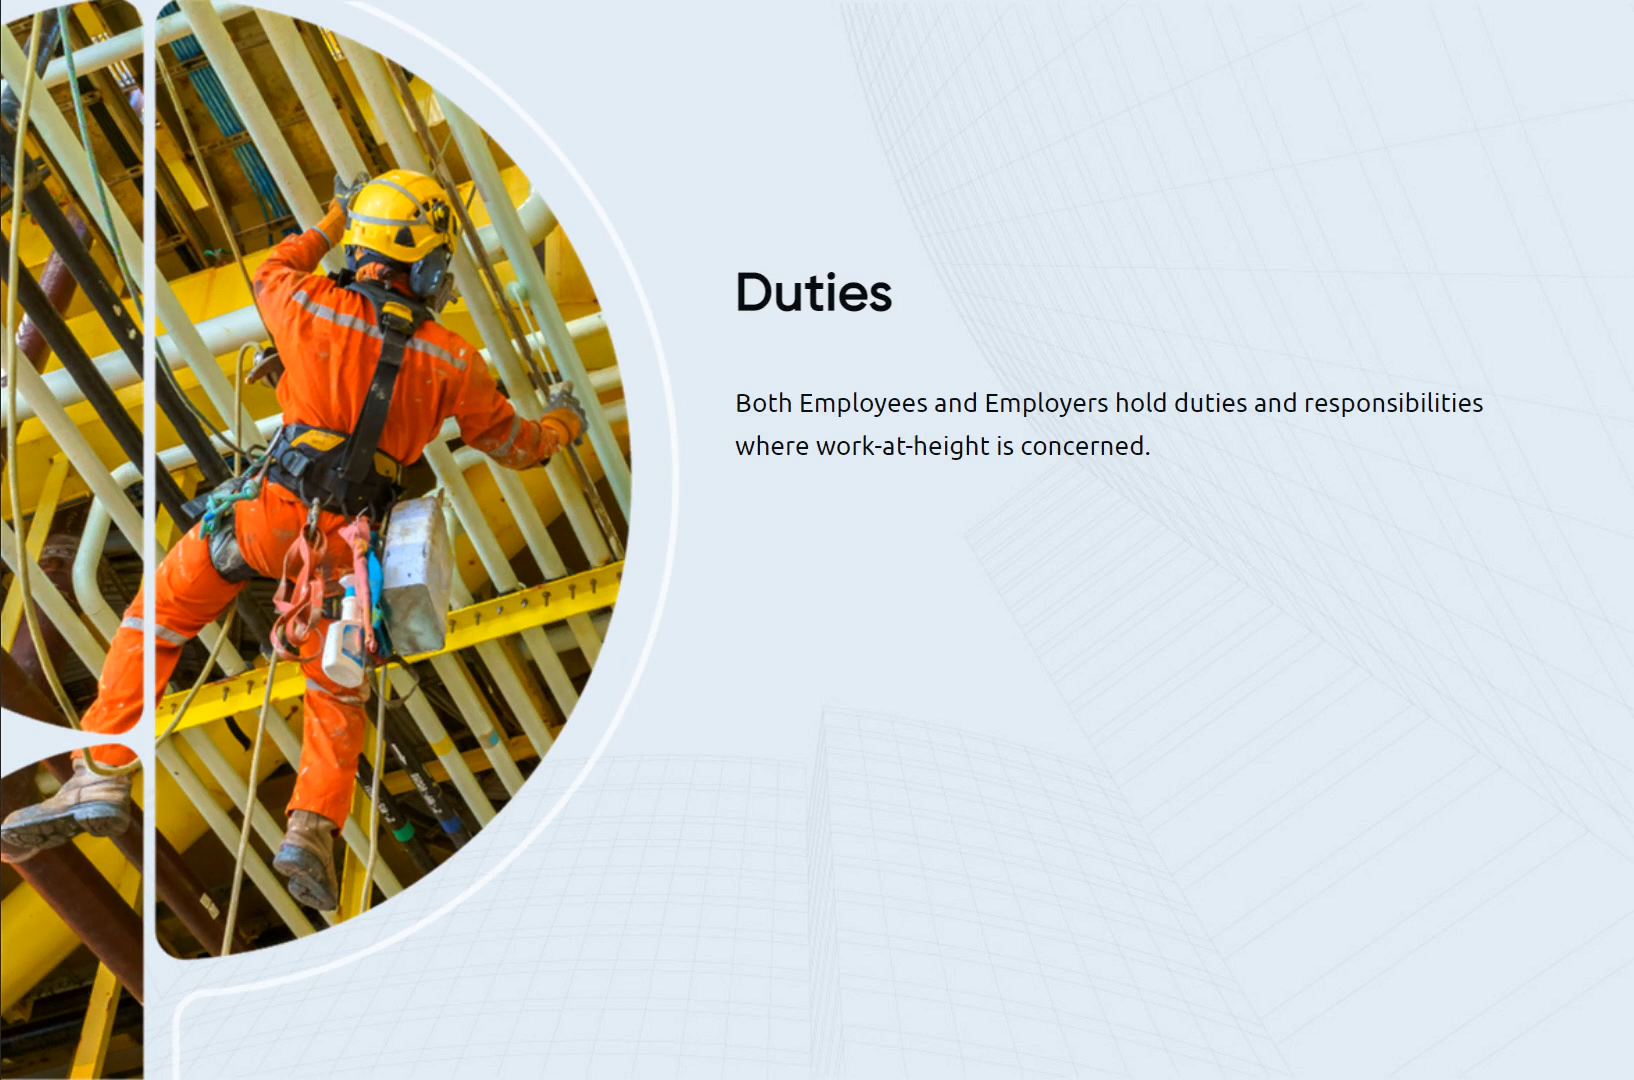 Duties
Both Employees and Employers hold duties and responsibilities
where work-at-height is concerned.